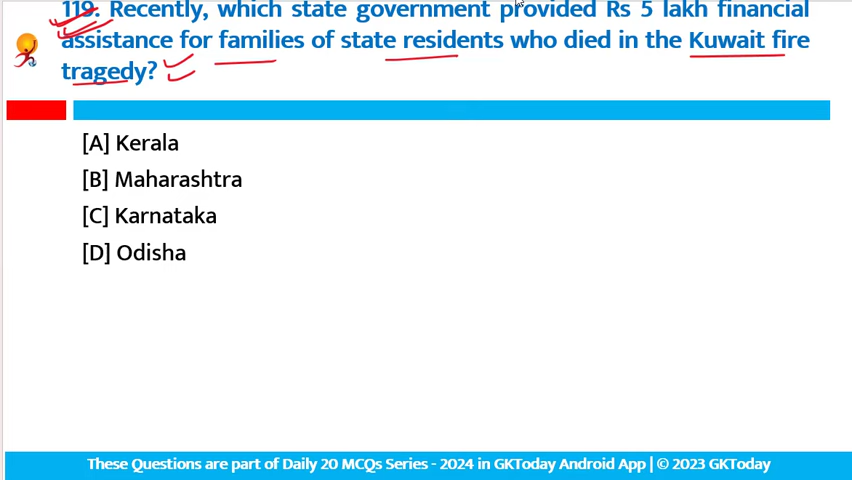 119. Recently, which state government provided Rs 5 lakh financial
assistance for families of state residents who died in the Kuwait fire
tragedy?
[A] Kerala
[B] Maharashtra
[C] Karnataka
[D] Odisha
These Questions are part of Daily 20 MCQs Series - 2024 in GKToday Android App | © 2023 GKToday